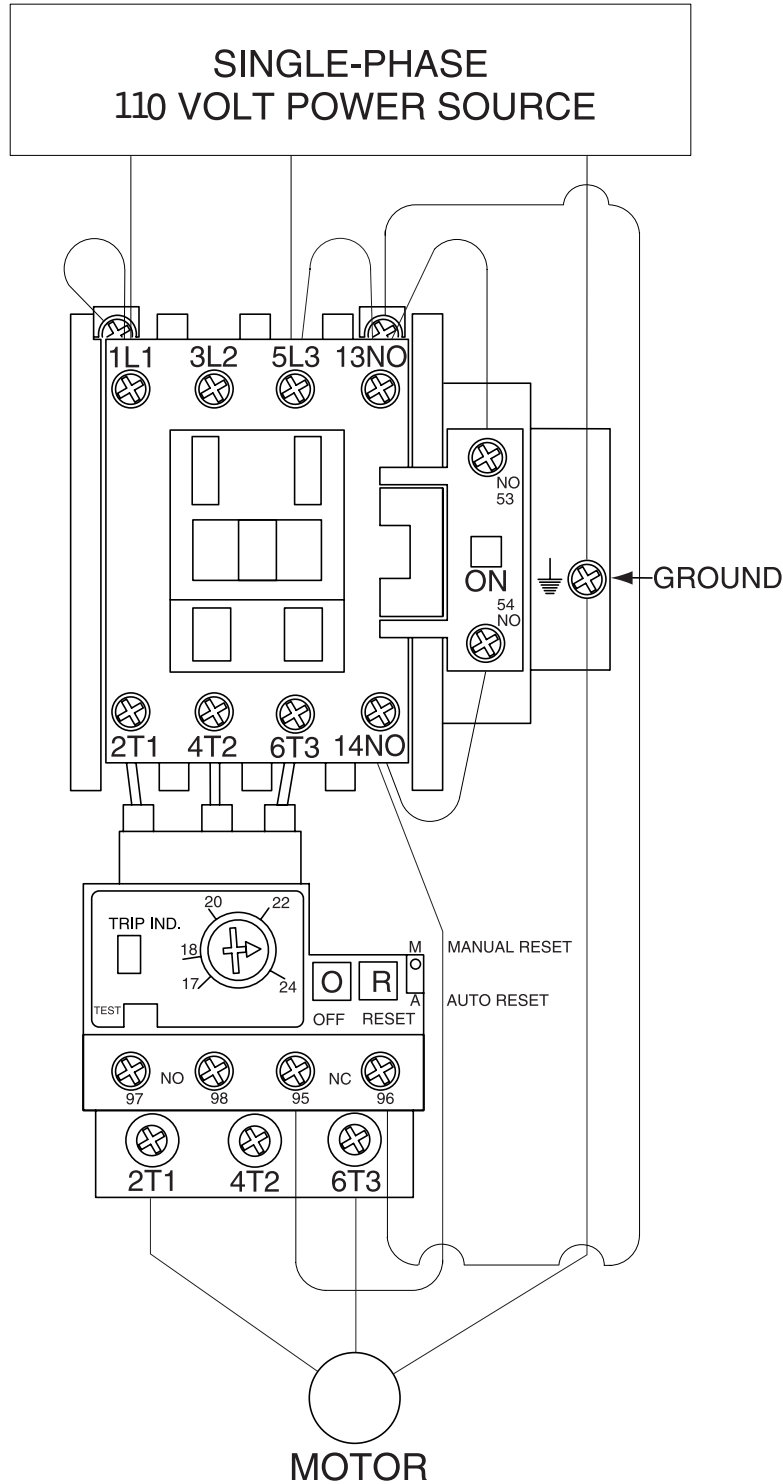 SINGLE-PHASE
110 VOLT POWER SOURCE
1L1 3L2 5L3 13NO
NO
53
ON
GROUND
54
NO
2T1 4T2 6T3 14NO
TRIP IND.
20 22
18
17 24
TEST
M MANUAL RESET
O R
A AUTO RESET
OFF RESET
NO NC
97 98 95 96
2T1 4T2 6T3
MOTOR